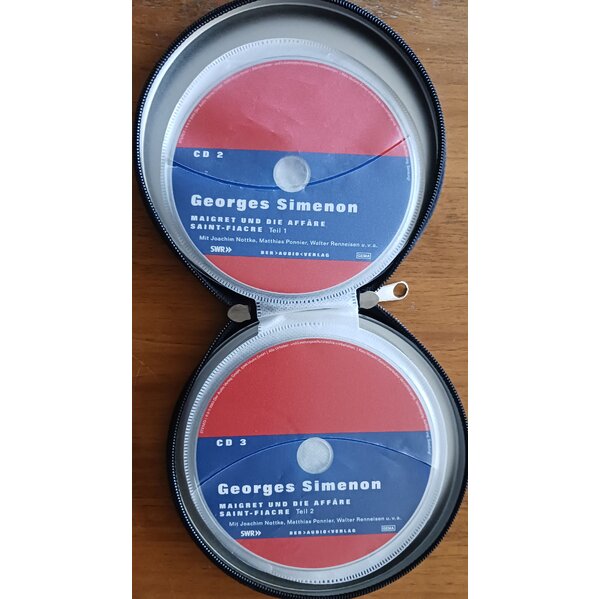 CD 2
Georges Simenon
MAIGRET UND DIE AFFÄRE
SAINT-FIACRE Teil 1
Mit Joachim Nottke, Matthias Ponnier, Walter Renneisen u.v.a.
SWR>> DER>AUDIO<VERLAG GEMA
CD 3
Georges Simenon
MAIGRET UND DIE AFFÄRE
SAINT-FIACRE Teil 2
Mit Joachim Nottke, Matthias Ponnier, Walter Renneisen u.v.a.
SWR>> DER>AUDIO<VERLAG GEMA